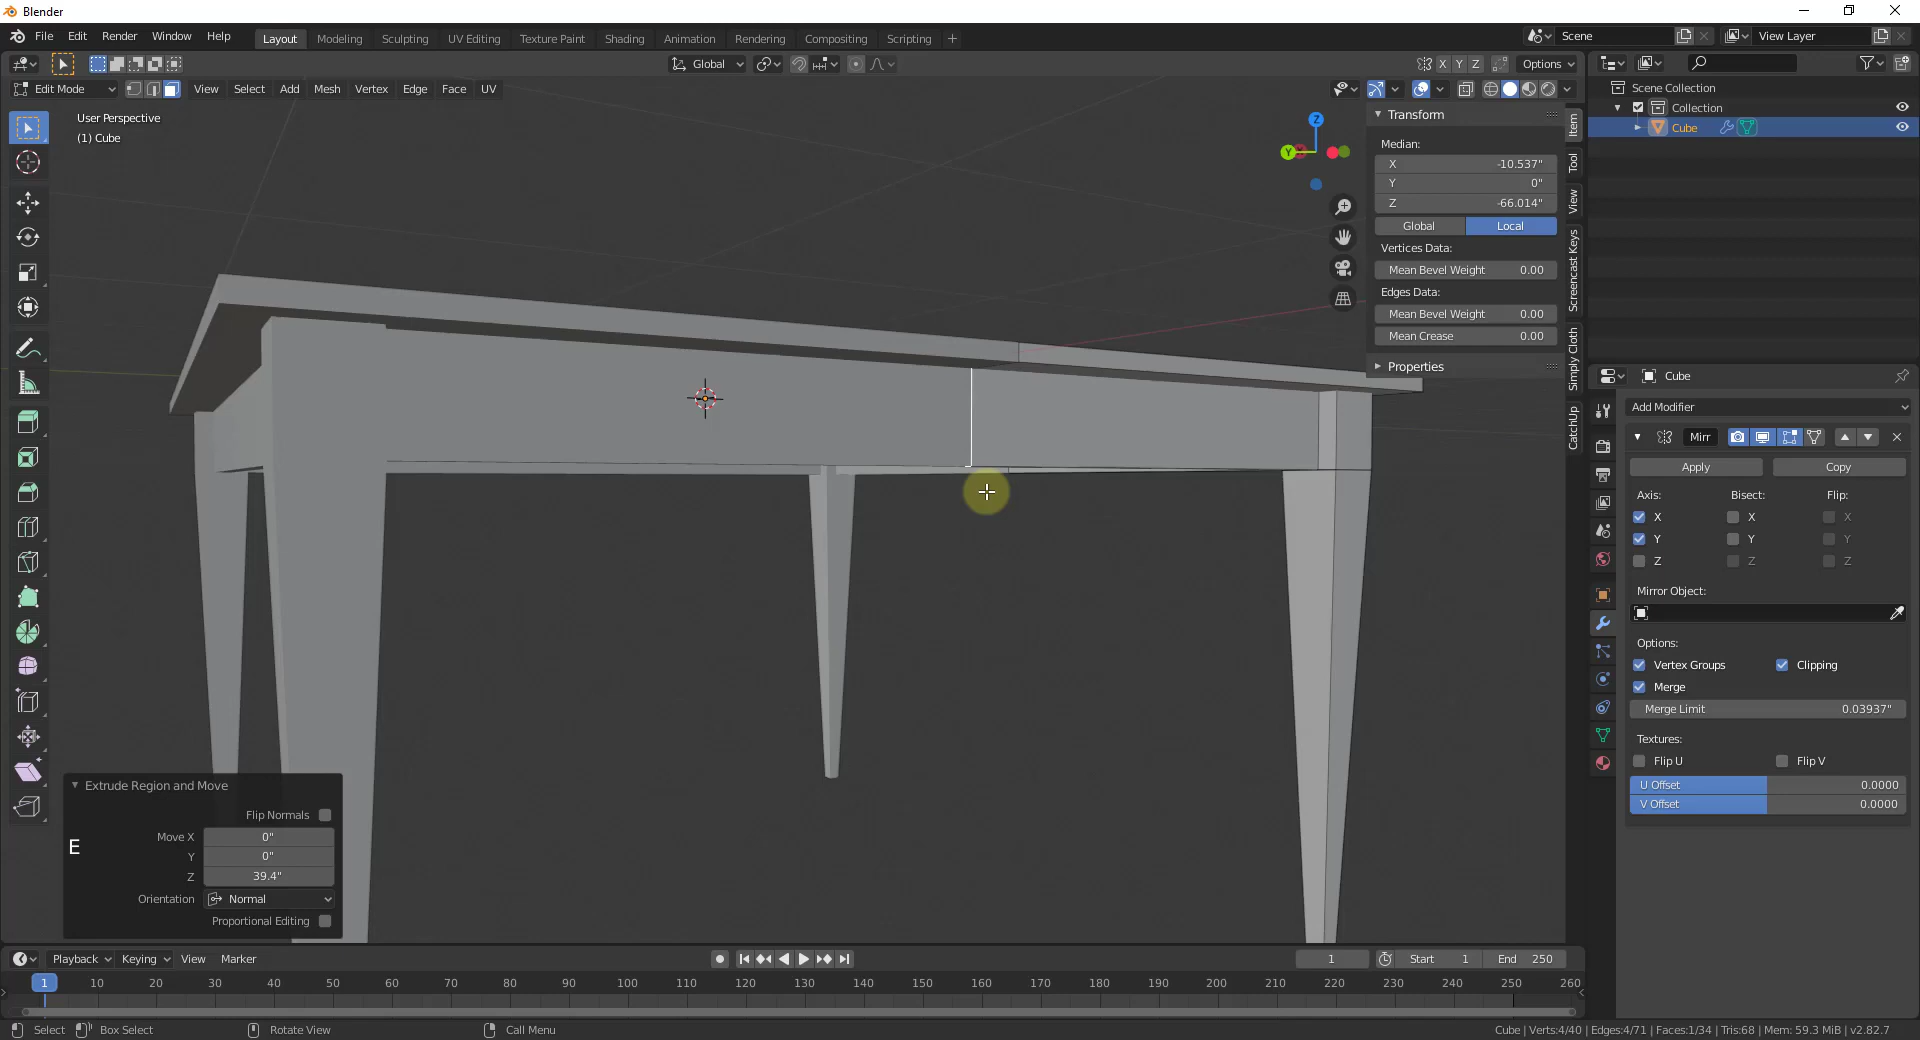 Blender
File Edit Render Window Help
Layout Modeling Sculpting UV Editing Texture Paint Shading Animation Rendering Compositing Scripting +
Scene
View Layer
Global
X Y Z
Options
Edit Mode
View Select Add Mesh Vertex Edge Face UV
User Perspective
(1) Cube
Z
Y
Transform
Median:
X -10.537"
Y 0"
Z -66.014"
Global Local
Vertices Data:
Mean Bevel Weight 0.00
Edges Data:
Mean Bevel Weight 0.00
Mean Crease 0.00
Properties
Item
Tool
View
Screencast Keys
Simply Cloth
CatchUp
Scene Collection
Collection
Cube
Cube
Add Modifier
Mirr
Apply Copy
Axis: Bisect: Flip:
X X X
Y Y Y
Z Z Z
Mirror Object:
Options:
Vertex Groups Clipping
Merge
Merge Limit 0.03937"
Textures:
Flip U Flip V
U Offset 0.0000
V Offset 0.0000
Extrude Region and Move
Flip Normals
E
Move X 0"
Y 0"
Z 39.4"
Orientation Normal
Proportional Editing
Playback Keying View Marker
1 Start 1 End 250
1 10 20 30 40 50 60 70 80 90 100 110 120 130 140 150 160 170 180 190 200 210 220 230 240 250 260
Select Box Select Rotate View Call Menu
Cube | Verts:4/40 | Edges:4/71 | Faces:1/34 | Tris:68 | Mem: 59.3 MiB | v2.82.7